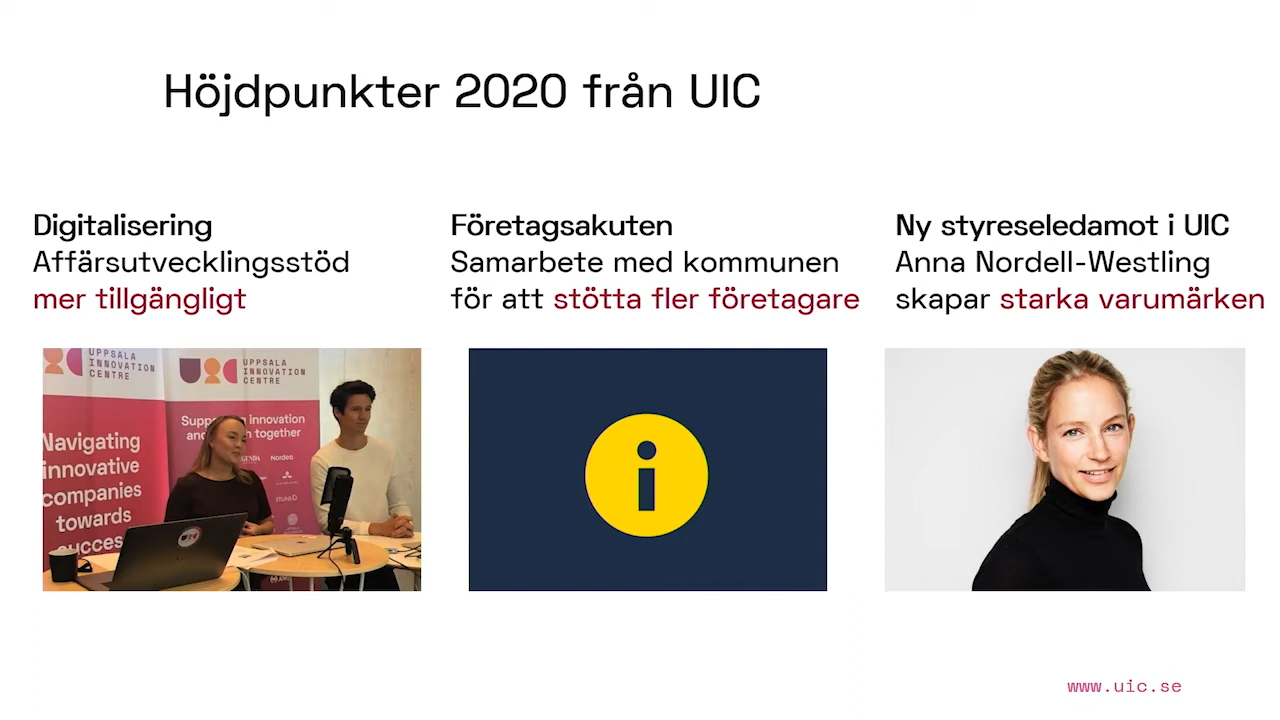 Höjdpunkter 2020 från UIC
Digitalisering
Affärsutvecklingsstöd
mer tillgängligt
Företagsakuten
Samarbete med kommunen
för att stötta fler företagare
Ny styreseledamot i UIC
Anna Nordell-Westling
skapar starka varumärken
UPPSALA
INNOVATION
CENTRE
Navigating
innovative
companies
towards
UPPSALA
INNOVATION
CENTRE
innovation
together
Nordea
i
www.uic.se